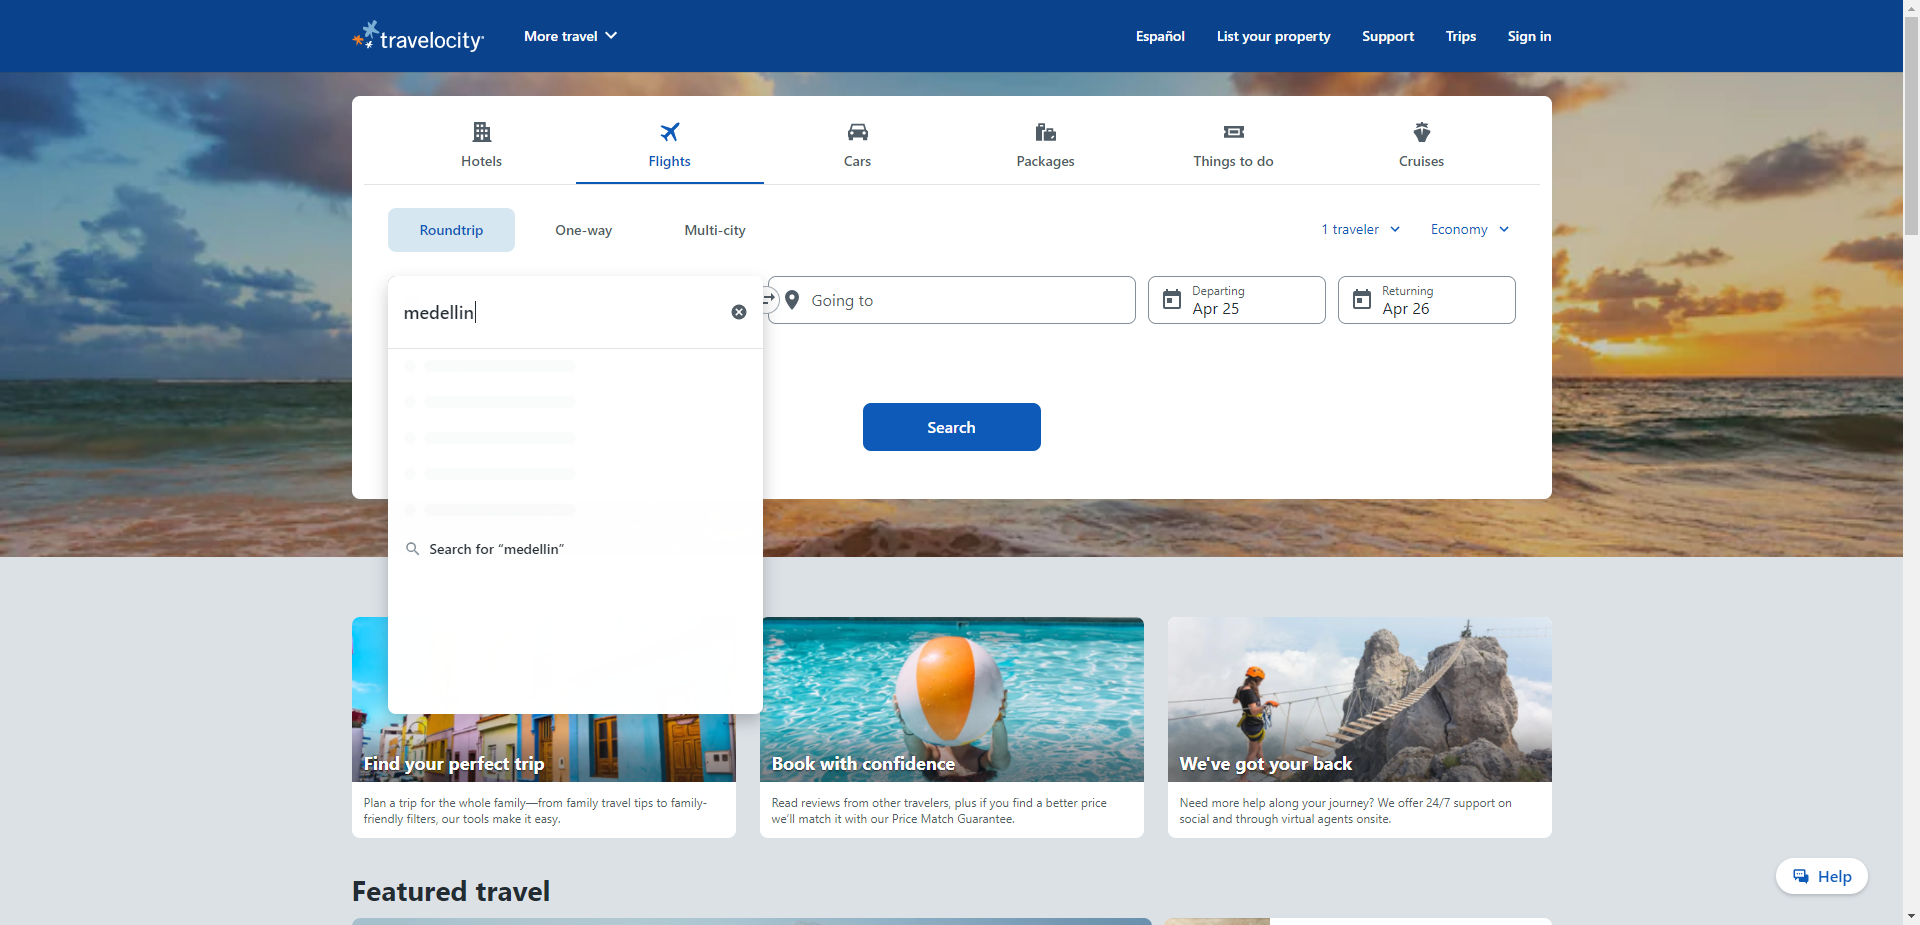 travelocity
More travel
Español
List your property
Support
Trips
Sign in
Hotels
Flights
Cars
Packages
Things to do
Cruises
Roundtrip
One-way
Multi-city
1 traveler
Economy
medellin
Going to
Departing
Apr 25
Returning
Apr 26
Search
Search for “medellin”
Find your perfect trip
Plan a trip for the whole family—from family travel tips to family-
friendly filters, our tools make it easy.
Book with confidence
Read reviews from other travelers, plus if you find a better price
we’ll match it with our Price Match Guarantee.
We've got your back
Need more help along your journey? We offer 24/7 support on
social and through virtual agents onsite.
Help
Featured travel